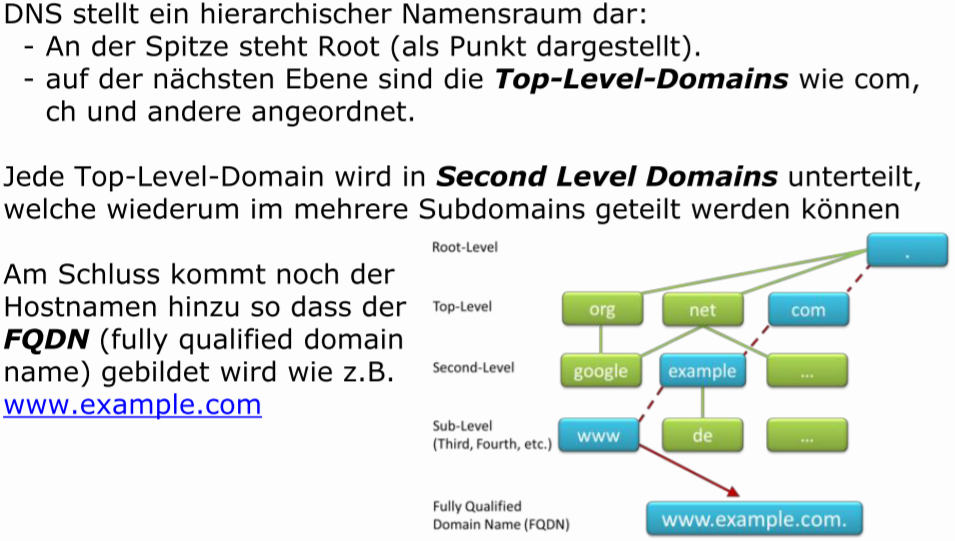 DNS stellt ein hierarchischer Namensraum dar:
- An der Spitze steht Root (als Punkt dargestellt).
- auf der nächsten Ebene sind die Top-Level-Domains wie com,
ch und andere angeordnet.
Jede Top-Level-Domain wird in Second Level Domains unterteilt,
welche wiederum im mehrere Subdomains geteilt werden können
Am Schluss kommt noch der
Hostnamen hinzu so dass der
FQDN (fully qualified domain
name) gebildet wird wie z.B.
www.example.com
Root-Level
.
Top-Level
org
net
com
Second-Level
google
example
...
Sub-Level
(Third, Fourth, etc.)
www
de
...
Fully Qualified
Domain Name (FQDN)
www.example.com.